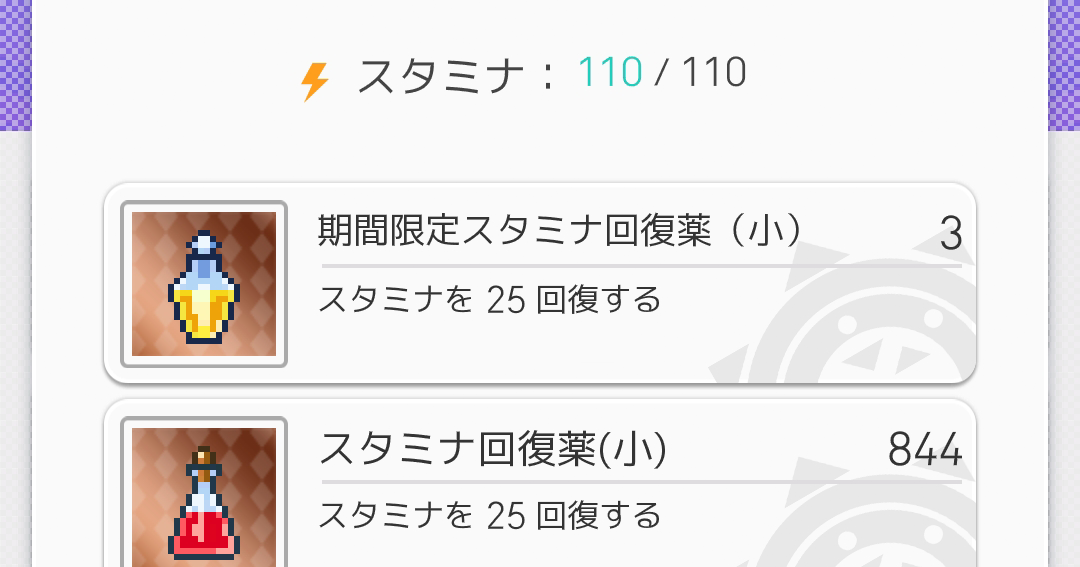 スタミナ： 110 / 110
期間限定スタミナ回復薬（小） 3
スタミナを 25 回復する
スタミナ回復薬(小) 844
スタミナを 25 回復する